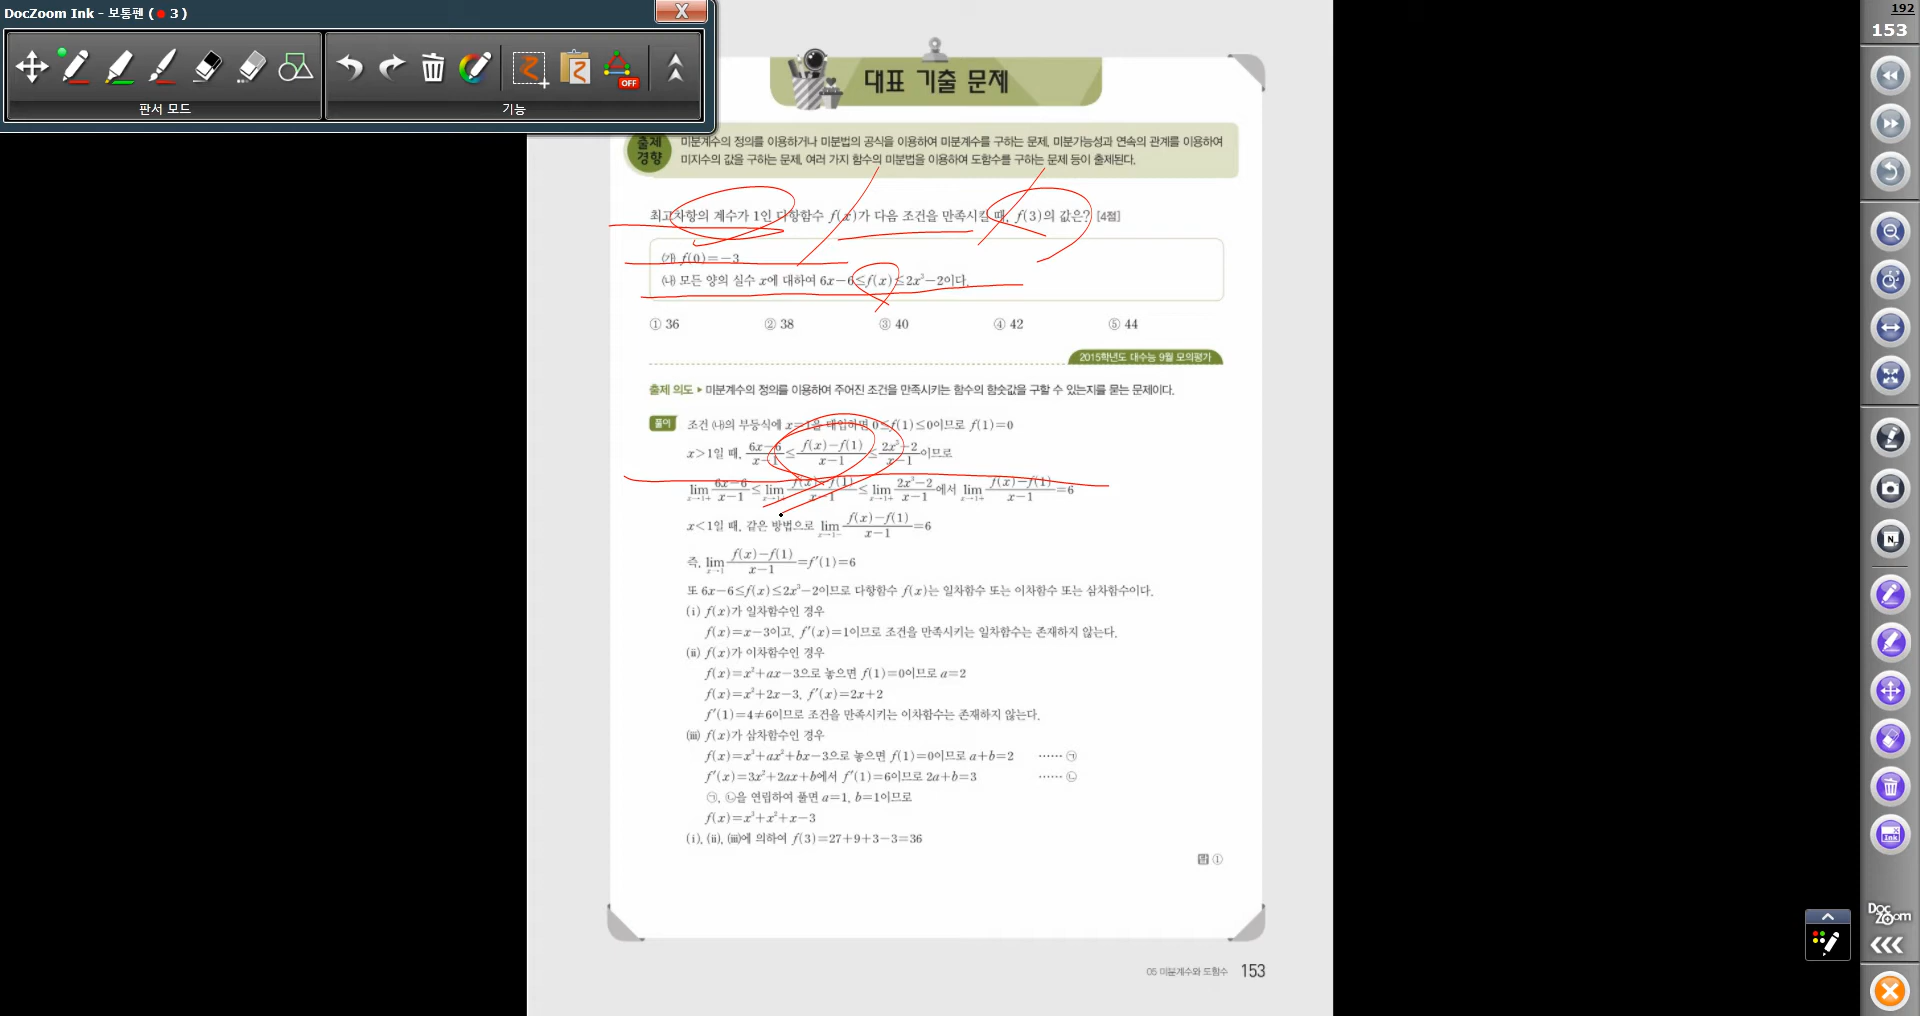 DocZoom Ink - 보통펜 ( 3 )
X
OFF
판서 모드
기능
192
153
N
Ink
DocZoom
대표 기출 문제
출제
경향
미분계수의 정의를 이용하거나 미분법의 공식을 이용하여 미분계수를 구하는 문제, 미분가능성과 연속의 관계를 이용하여
미지수의 값을 구하는 문제, 여러 가지 함수의 미분법을 이용하여 도함수를 구하는 문제 등이 출제된다.
최고차항의 계수가 1인 다항함수 f(x)가 다음 조건을 만족시킬 때, f(3)의 값은? [4점]
㈎ f(0)=-3
㈏ 모든 양의 실수 x에 대하여 6x-6≤f(x)≤2x³-2이다.
① 36 ② 38 ③ 40 ④ 42 ⑤ 44
2015학년도 대수능 9월 모의평가
출제 의도 ▸ 미분계수의 정의를 이용하여 주어진 조건을 만족시키는 함수의 함숫값을 구할 수 있는지를 묻는 문제이다.
풀이 조건 ㈏의 부등식에 x=1을 대입하면 0≤f(1)≤0이므로 f(1)=0
x>1일 때, (6x-6)/(x-1)≤(f(x)-f(1))/(x-1)≤(2x³-2)/(x-1)이므로
lim x→1+ (6x-6)/(x-1)≤lim x→1+ (f(x)-f(1))/(x-1)≤lim x→1+ (2x³-2)/(x-1)에서 lim x→1+ (f(x)-f(1))/(x-1)=6
x<1일 때, 같은 방법으로 lim x→1- (f(x)-f(1))/(x-1)=6
즉, lim x→1 (f(x)-f(1))/(x-1)=f′(1)=6
또 6x-6≤f(x)≤2x³-2이므로 다항함수 f(x)는 일차함수 또는 이차함수 또는 삼차함수이다.
(ⅰ) f(x)가 일차함수인 경우
f(x)=x-3이고, f′(x)=1이므로 조건을 만족시키는 일차함수는 존재하지 않는다.
(ⅱ) f(x)가 이차함수인 경우
f(x)=x²+ax-3으로 놓으면 f(1)=0이므로 a=2
f(x)=x²+2x-3, f′(x)=2x+2
f′(1)=4≠6이므로 조건을 만족시키는 이차함수는 존재하지 않는다.
(ⅲ) f(x)가 삼차함수인 경우
f(x)=x³+ax²+bx-3으로 놓으면 f(1)=0이므로 a+b=2 …… ㉠
f′(x)=3x²+2ax+b에서 f′(1)=6이므로 2a+b=3 …… ㉡
㉠, ㉡을 연립하여 풀면 a=1, b=1이므로
f(x)=x³+x²+x-3
(ⅰ), (ⅱ), (ⅲ)에 의하여 f(3)=27+9+3-3=36
답 ①
05 미분계수와 도함수 153